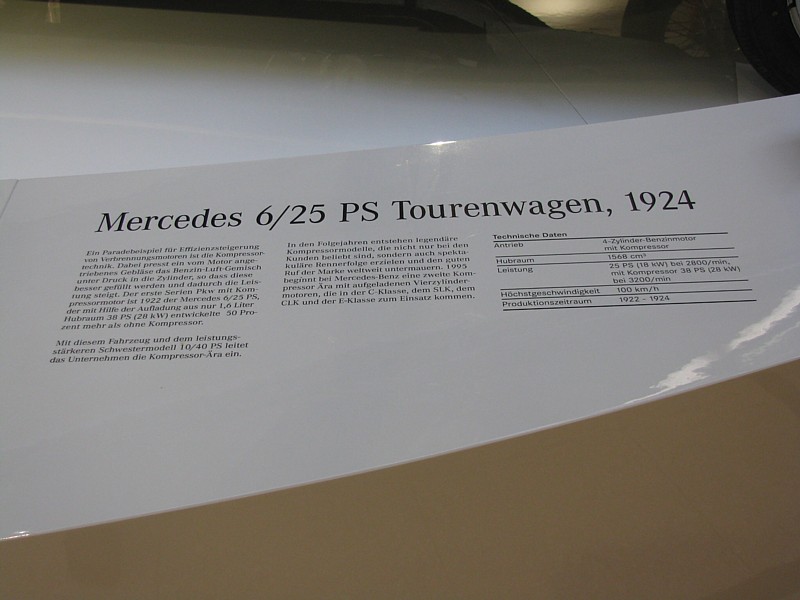 Mercedes 6/25 PS Tourenwagen, 1924
Ein Paradebeispiel für Effizienzsteigerung
von Verbrennungsmotoren ist die Kompressor-
technik. Dabei presst ein vom Motor ange-
triebenes Gebläse das Benzin-Luft-Gemisch
unter Druck in die Zylinder, so dass diese
besser gefüllt werden und dadurch die Leis-
tung steigt. Der erste Serien Pkw mit Kom-
pressormotor ist 1922 der Mercedes 6/25 PS,
der mit Hilfe der Aufladung aus nur 1,6 Liter
Hubraum 38 PS (28 kW) entwickelte 50 Pro-
zent mehr als ohne Kompressor.
Mit diesem Fahrzeug und dem leistungs-
stärkeren Schwestermodell 10/40 PS leitet
das Unternehmen die Kompressor-Ära ein.
In den Folgejahren entstehen legendäre
Kompressormodelle, die nicht nur bei den
Kunden beliebt sind, sondern auch spekta-
kuläre Rennerfolge erzielen und den guten
Ruf der Marke weltweit untermauern. 1995
beginnt bei Mercedes-Benz eine zweite Kom-
pressor Ära mit aufgeladenen Vierzylinder-
motoren, die in der C-Klasse, dem SLK, dem
CLK und der E-Klasse zum Einsatz kommen.
Technische Daten
Antrieb 4-Zylinder-Benzinmotor
mit Kompressor
Hubraum 1568 cm³
Leistung 25 PS (18 kW) bei 2800/min,
mit Kompressor 38 PS (28 kW)
bei 3200/min
Höchstgeschwindigkeit 100 km/h
Produktionszeitraum 1922 – 1924